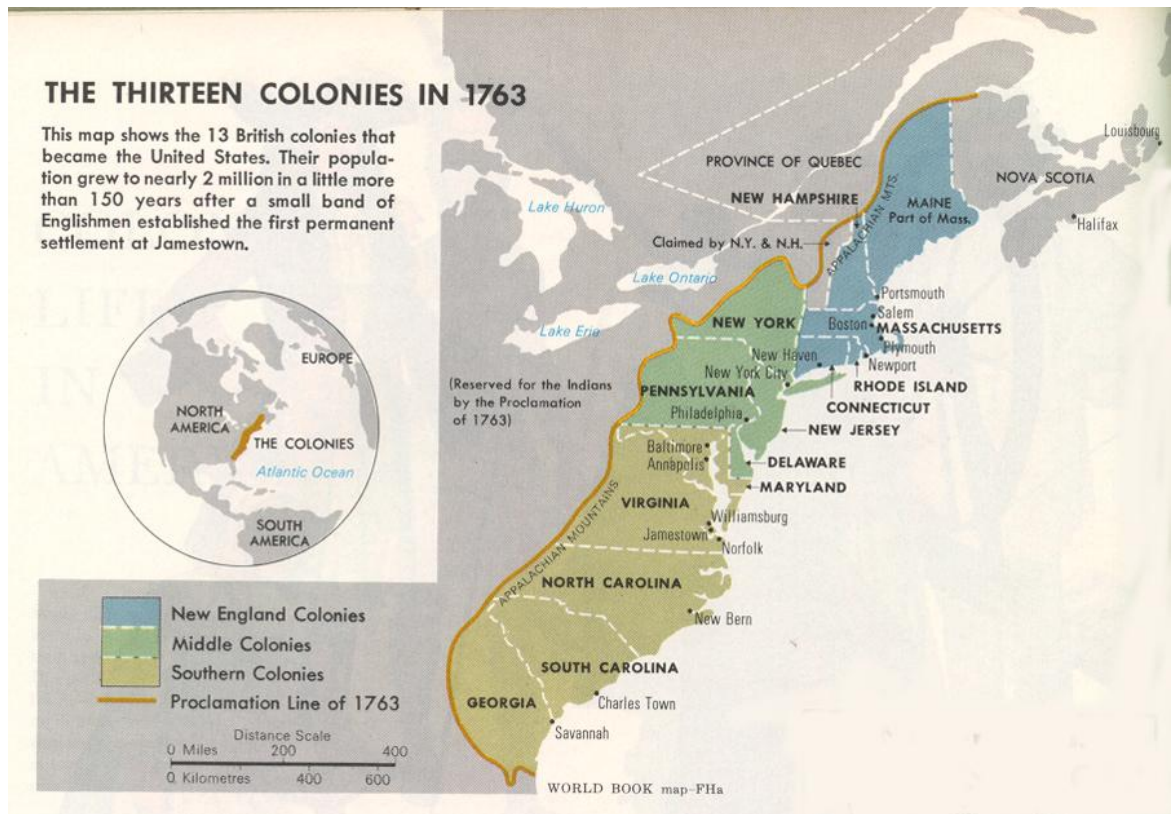 THE THIRTEEN COLONIES IN 1763
This map shows the 13 British colonies that
became the United States. Their popula-
tion grew to nearly 2 million in a little more
than 150 years after a small band of
Englishmen established the first permanent
settlement at Jamestown.
EUROPE
NORTH
AMERICA
THE COLONIES
Atlantic Ocean
SOUTH
AMERICA
New England Colonies
Middle Colonies
Southern Colonies
Proclamation Line of 1763
Distance Scale
0 Miles 200 400
0 Kilometres 400 600
Louisbourg
PROVINCE OF QUEBEC
NOVA SCOTIA
NEW HAMPSHIRE
MAINE
Part of Mass.
Lake Huron
Halifax
APPALACHIAN MTS.
Claimed by N.Y. & N.H.
Lake Ontario
Portsmouth
Salem
Lake Erie
NEW YORK
Boston
MASSACHUSETTS
Plymouth
New Haven
Newport
New York City
(Reserved for the Indians
by the Proclamation
of 1763)
PENNSYLVANIA
RHODE ISLAND
CONNECTICUT
Philadelphia
NEW JERSEY
Baltimore
Annapolis
DELAWARE
MARYLAND
VIRGINIA
Williamsburg
Jamestown
Norfolk
APPALACHIAN MOUNTAINS
NORTH CAROLINA
New Bern
SOUTH CAROLINA
GEORGIA
Charles Town
Savannah
WORLD BOOK map-FHa